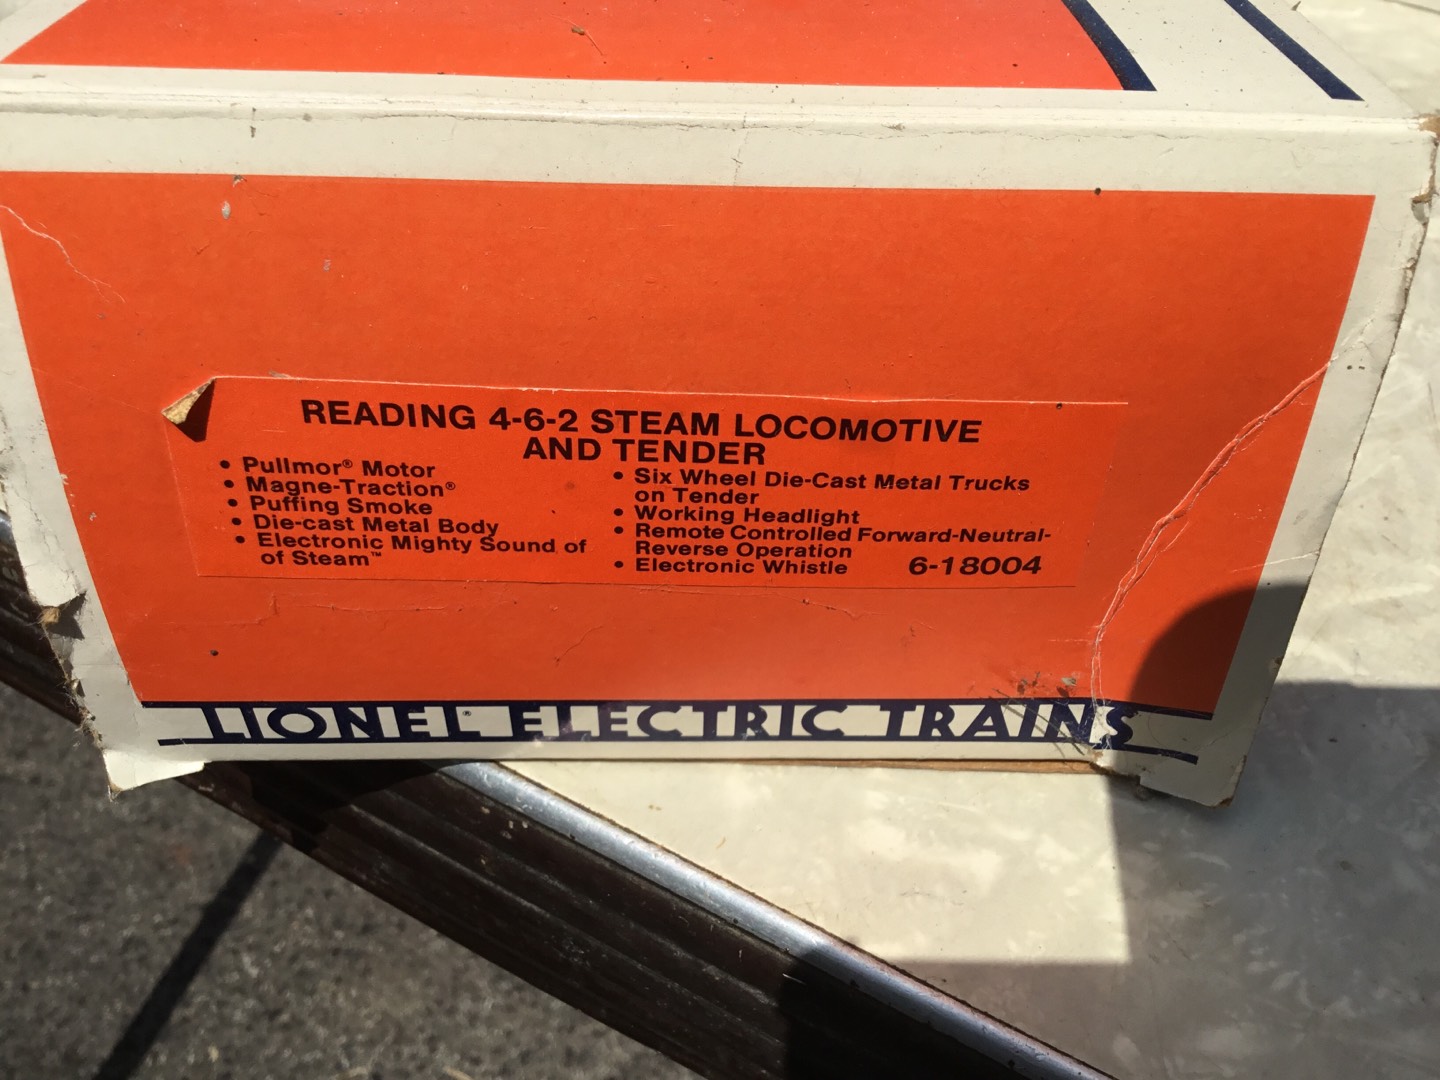 READING 4-6-2 STEAM LOCOMOTIVE
AND TENDER
• Pullmor® Motor
• Magne-Traction®
• Puffing Smoke
• Die-cast Metal Body
• Electronic Mighty Sound of
of Steam™
• Six Wheel Die-Cast Metal Trucks
on Tender
• Working Headlight
• Remote Controlled Forward-Neutral-
Reverse Operation
• Electronic Whistle 6-18004
LIONEL® ELECTRIC TRAINS